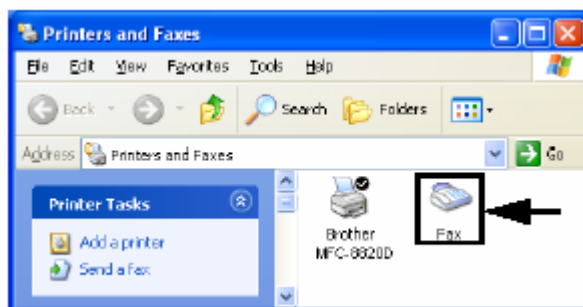 Printers and Faxes
File Edit View Favorites Tools Help
Back Search Folders
Address Printers and Faxes Go
Printer Tasks
Add a printer
Send a fax
Brother
MFC-8820D
Fax